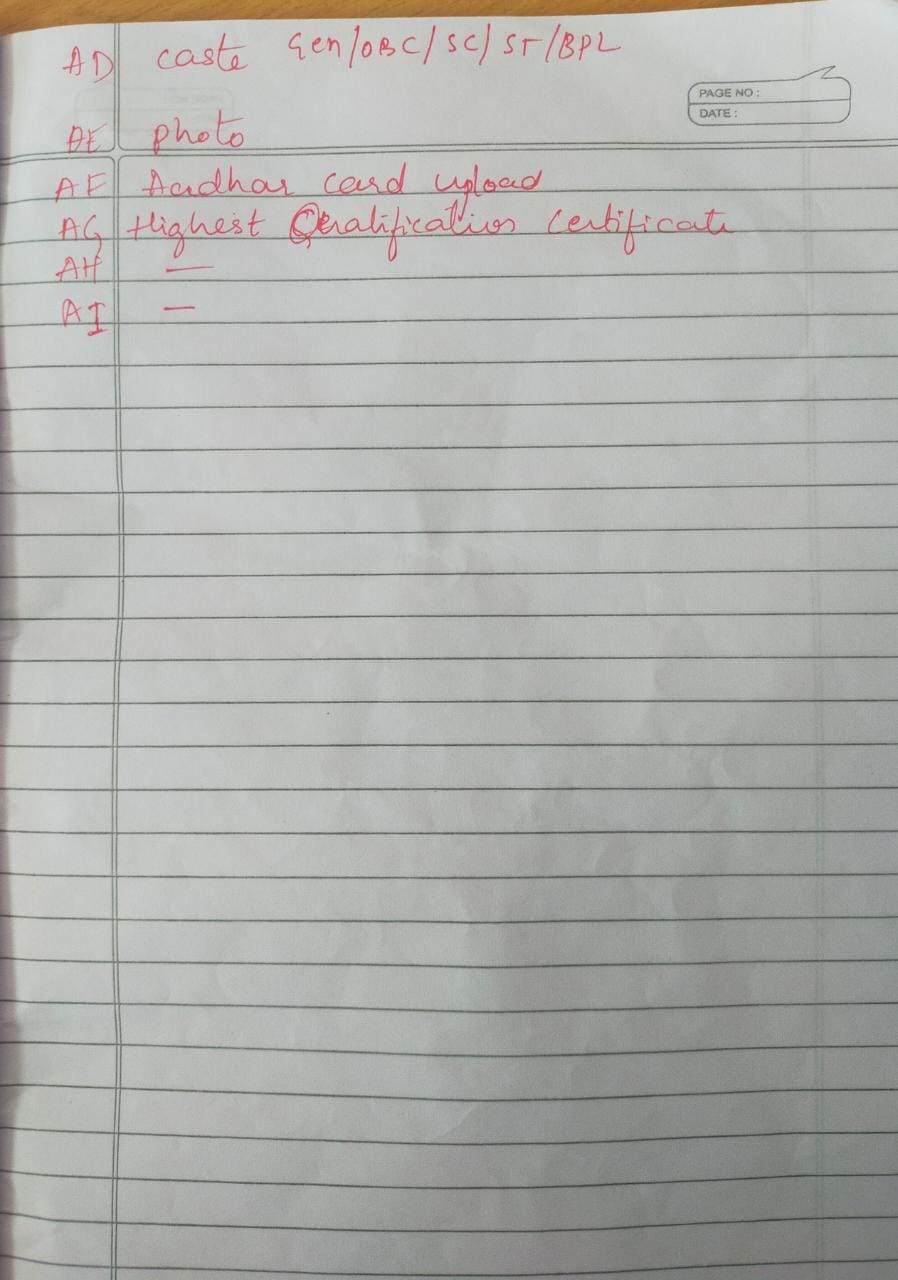 AD caste Gen/OBC/SC/ST/BPL
PAGE NO :
DATE :
AE photo
AF Aadhar card upload
AG Highest Qualification Certificate
AH —
AI —